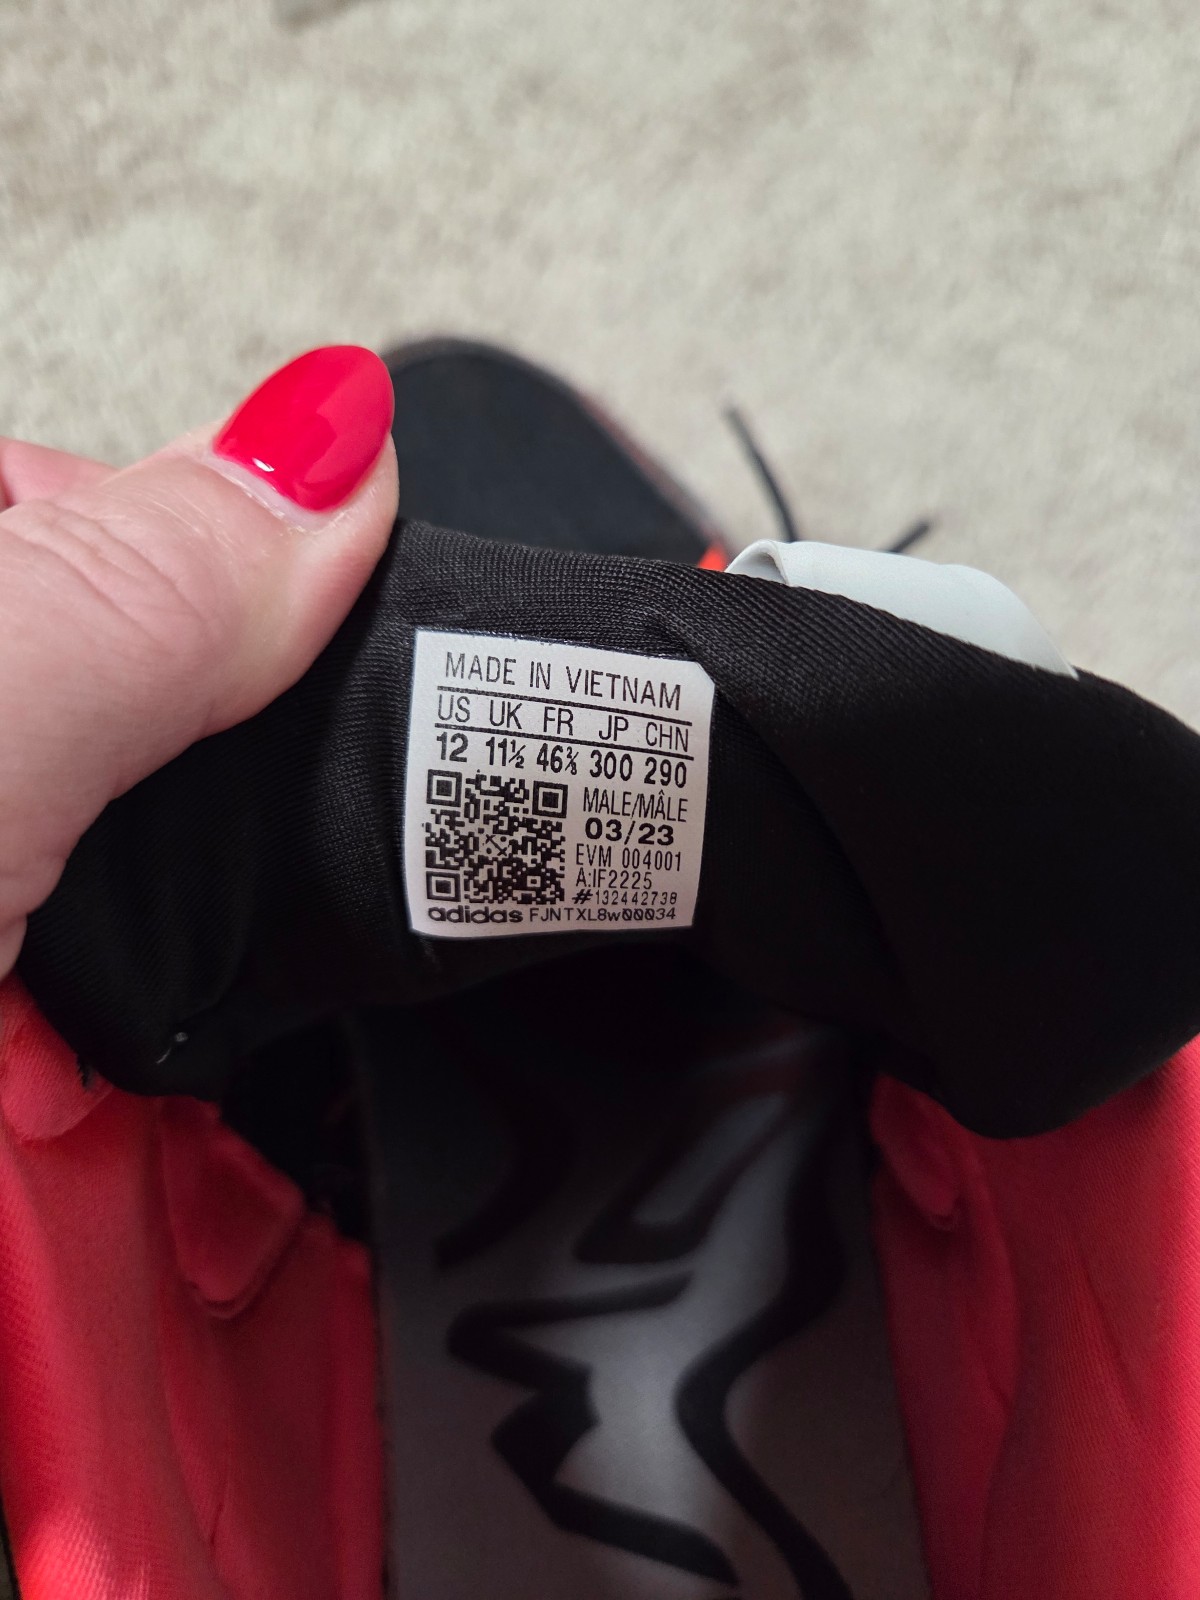 MADE IN VIETNAM
US UK FR JP CHN
12 11½ 46⅔ 300 290
MALE/MÂLE
03/23
EVM 004001
A:IF2225
#132442738
adidas FJNTXL8w00034